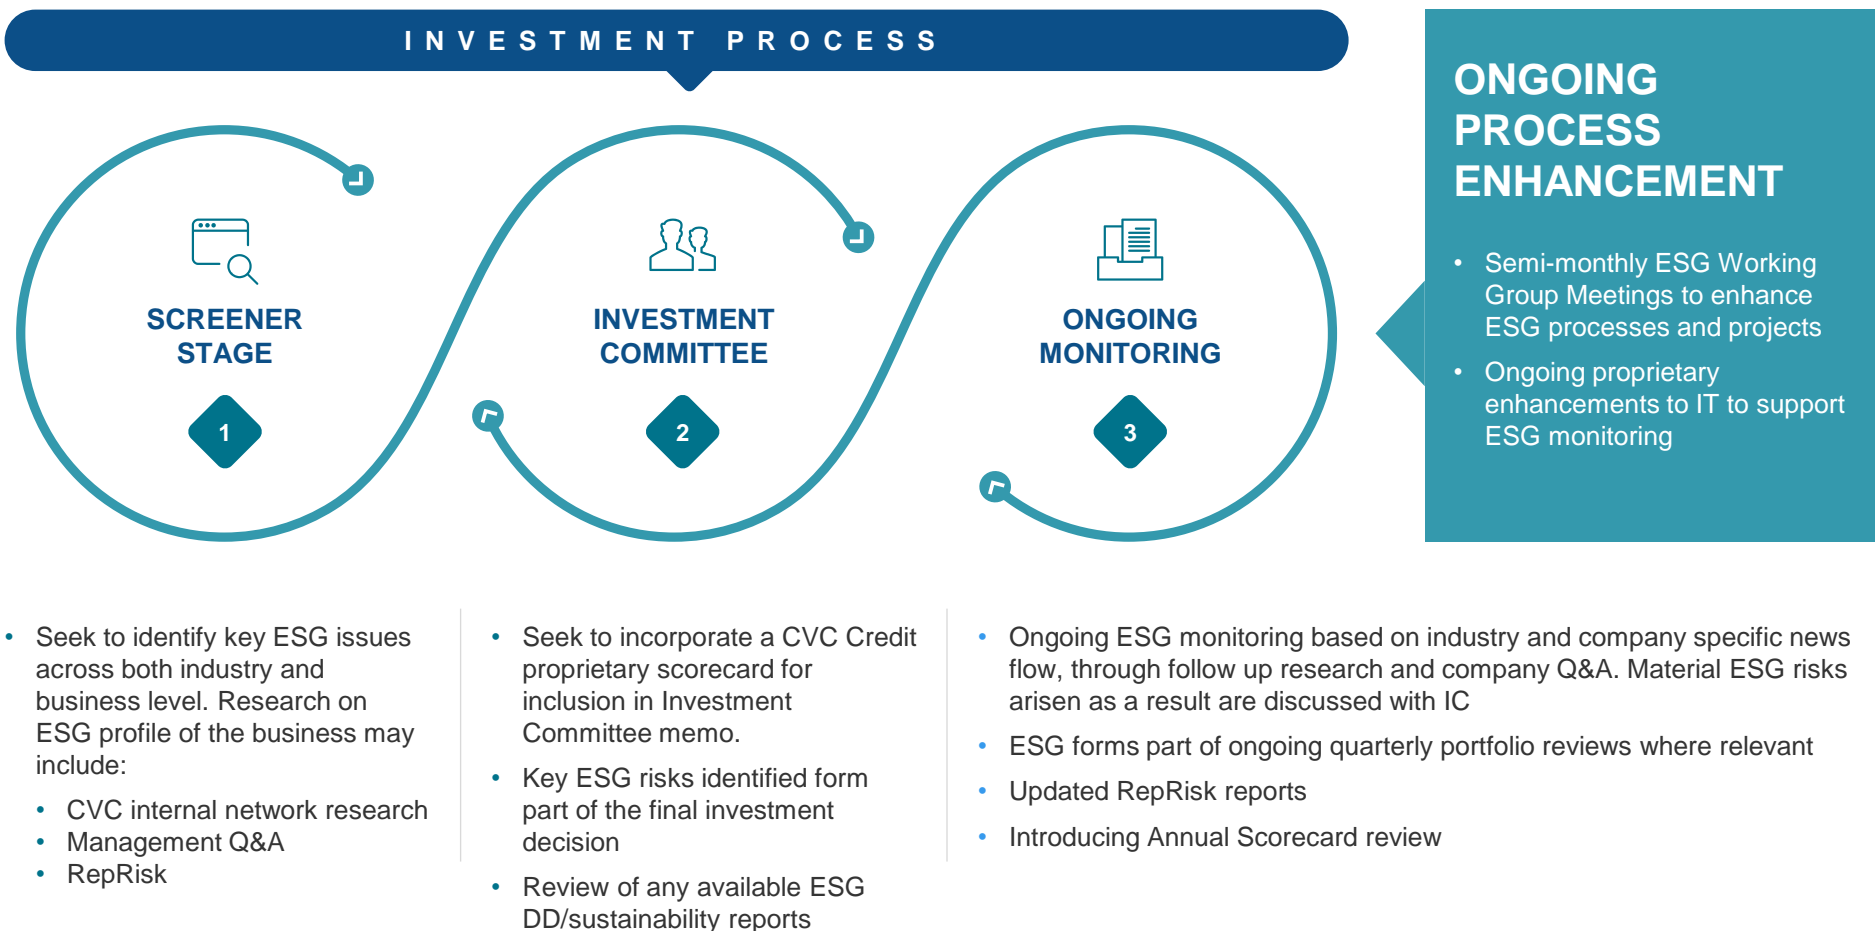 INVESTMENT PROCESS
SCREENER
STAGE
1
INVESTMENT
COMMITTEE
2
ONGOING
MONITORING
3
ONGOING
PROCESS
ENHANCEMENT
• Semi-monthly ESG Working
Group Meetings to enhance
ESG processes and projects
• Ongoing proprietary
enhancements to IT to support
ESG monitoring
• Seek to identify key ESG issues
across both industry and
business level. Research on
ESG profile of the business may
include:
• CVC internal network research
• Management Q&A
• RepRisk
• Seek to incorporate a CVC Credit
proprietary scorecard for
inclusion in Investment
Committee memo.
• Key ESG risks identified form
part of the final investment
decision
• Review of any available ESG
DD/sustainability reports
• Ongoing ESG monitoring based on industry and company specific news
flow, through follow up research and company Q&A. Material ESG risks
arisen as a result are discussed with IC
• ESG forms part of ongoing quarterly portfolio reviews where relevant
• Updated RepRisk reports
• Introducing Annual Scorecard review